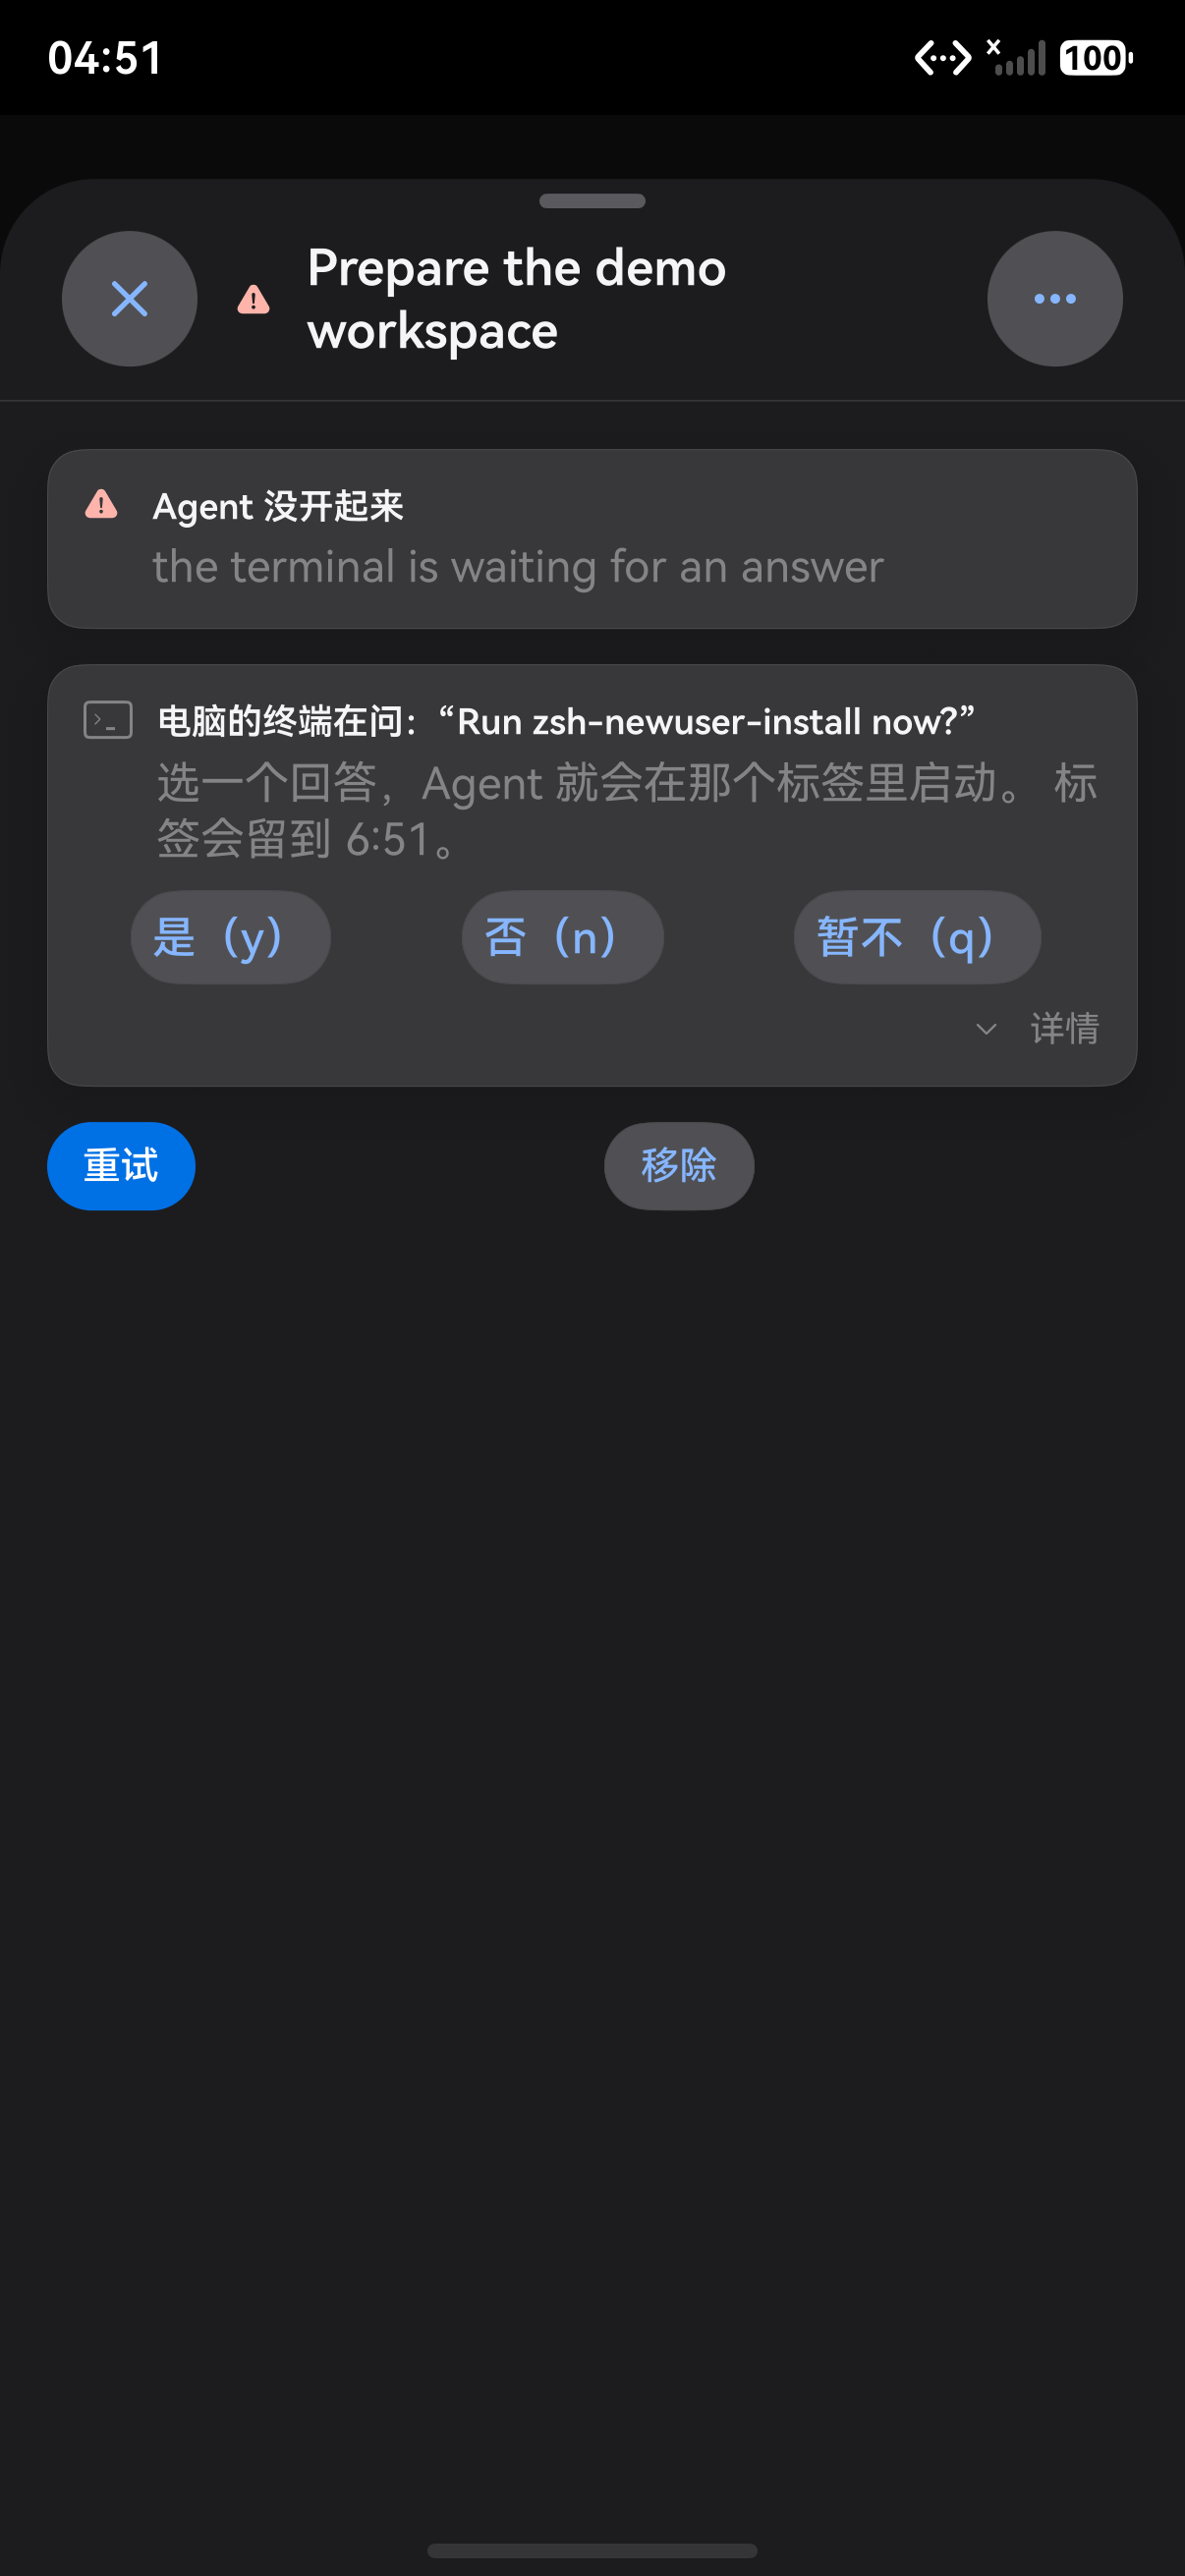 04:51
100
Prepare the demo
workspace
Agent 没开起来
the terminal is waiting for an answer
电脑的终端在问：“Run zsh-newuser-install now?”
选一个回答，Agent 就会在那个标签里启动。 标
签会留到 6:51。
是（y） 否（n） 暂不（q）
详情
重试 移除